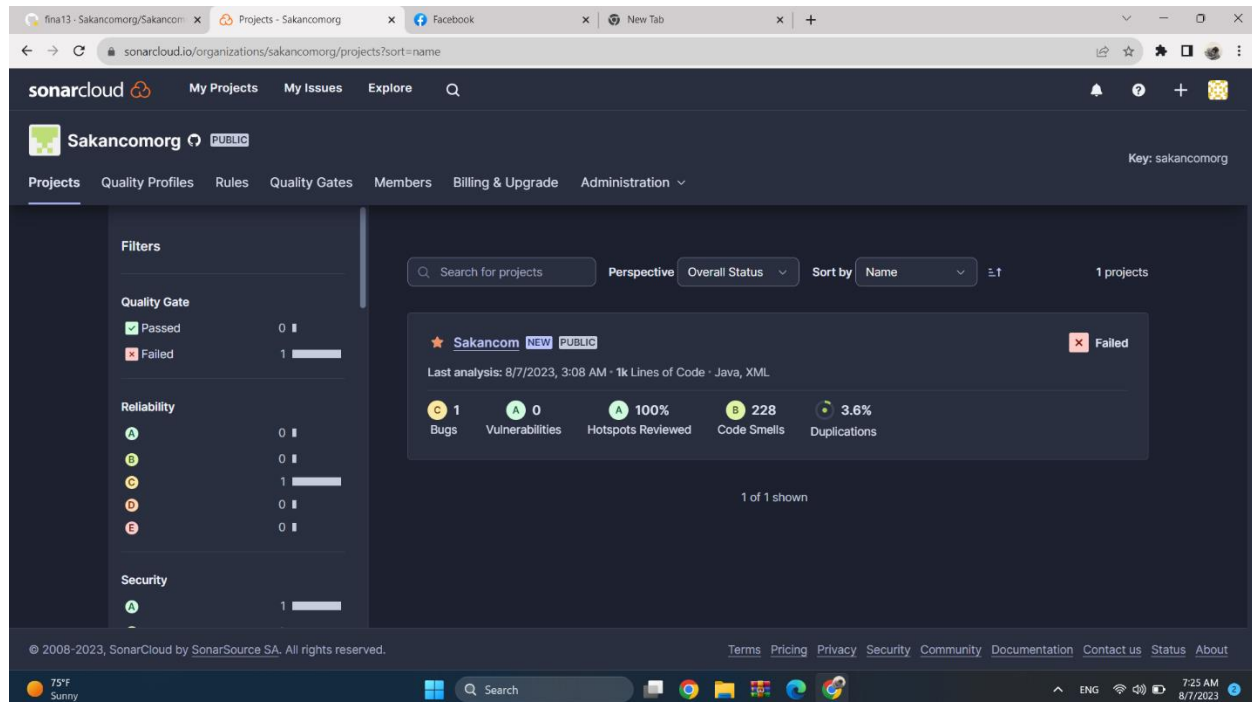 fina13 · Sakancomorg/Sakancom
Projects - Sakancomorg
Facebook
New Tab
sonarcloud.io/organizations/sakancomorg/projects?sort=name
sonarcloud My Projects My Issues Explore
Sakancomorg PUBLIC
Key: sakancomorg
Projects Quality Profiles Rules Quality Gates Members Billing & Upgrade Administration
Filters
Quality Gate
Passed 0
Failed 1
Reliability
A 0
B 0
C 1
D 0
E 0
Security
A 1
Search for projects Perspective Overall Status Sort by Name 1 projects
Sakancom NEW PUBLIC Failed
Last analysis: 8/7/2023, 3:08 AM · 1k Lines of Code · Java, XML
C 1 A 0 A 100% B 228 3.6%
Bugs Vulnerabilities Hotspots Reviewed Code Smells Duplications
1 of 1 shown
© 2008-2023, SonarCloud by SonarSource SA. All rights reserved. Terms Pricing Privacy Security Community Documentation Contact us Status About
75°F
Sunny
Search
ENG
7:25 AM
8/7/2023
2